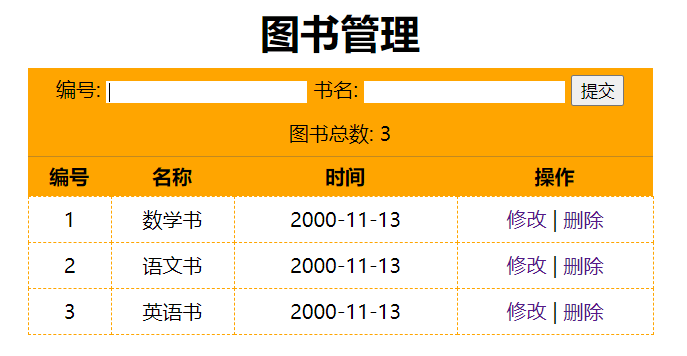 图书管理
编号: 书名: 提交
图书总数: 3
编号 名称 时间 操作
1 数学书 2000-11-13 修改 | 删除
2 语文书 2000-11-13 修改 | 删除
3 英语书 2000-11-13 修改 | 删除